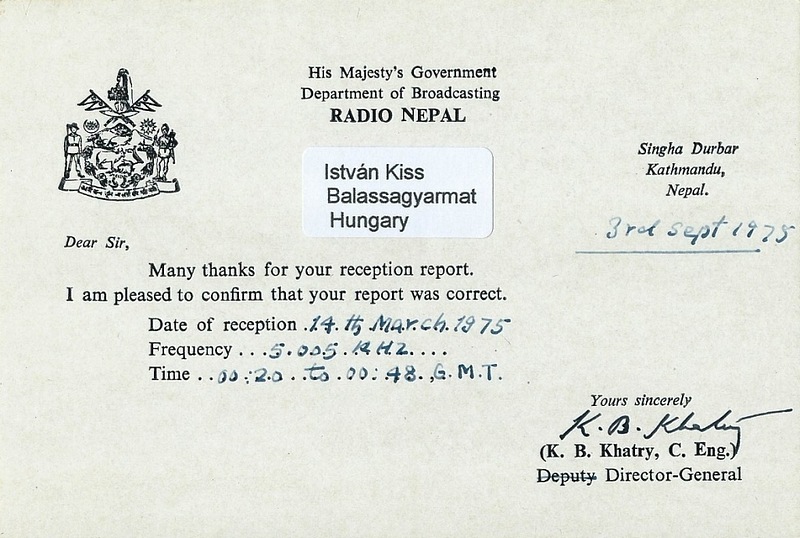 His Majesty's Government
Department of Broadcasting
RADIO NEPAL
István Kiss
Balassagyarmat
Hungary
Singha Durbar
Kathmandu,
Nepal.
3rd Sept 1975
Dear Sir,
Many thanks for your reception report.
I am pleased to confirm that your report was correct.
Date of reception .14.th.March.1975
Frequency ...5.005.KHZ....
Time ..00:20..to.00:48.,G.M.T.
Yours sincerely
K. B. Khatry
(K. B. Khatry, C. Eng.)
Deputy Director-General